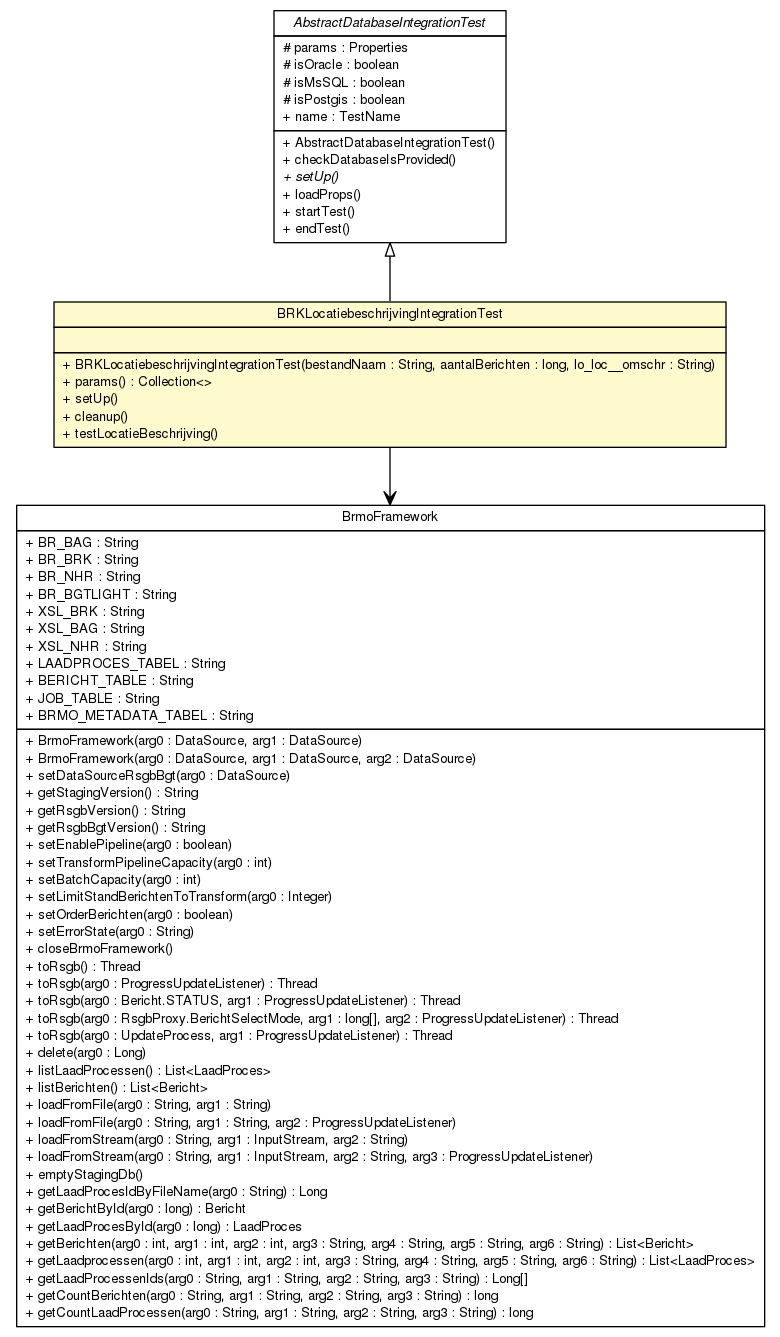 AbstractDatabaseIntegrationTest
# params : Properties
# isOracle : boolean
# isMsSQL : boolean
# isPostgis : boolean
+ name : TestName
+ AbstractDatabaseIntegrationTest()
+ checkDatabaseIsProvided()
+ setUp()
+ loadProps()
+ startTest()
+ endTest()
BRKLocatiebeschrijvingIntegrationTest
+ BRKLocatiebeschrijvingIntegrationTest(bestandNaam : String, aantalBerichten : long, lo_loc__omschr : String)
+ params() : Collection<>
+ setUp()
+ cleanup()
+ testLocatieBeschrijving()
BrmoFramework
+ BR_BAG : String
+ BR_BRK : String
+ BR_NHR : String
+ BR_BGTLIGHT : String
+ XSL_BRK : String
+ XSL_BAG : String
+ XSL_NHR : String
+ LAADPROCES_TABEL : String
+ BERICHT_TABLE : String
+ JOB_TABLE : String
+ BRMO_METADATA_TABEL : String
+ BrmoFramework(arg0 : DataSource, arg1 : DataSource)
+ BrmoFramework(arg0 : DataSource, arg1 : DataSource, arg2 : DataSource)
+ setDataSourceRsgbBgt(arg0 : DataSource)
+ getStagingVersion() : String
+ getRsgbVersion() : String
+ getRsgbBgtVersion() : String
+ setEnablePipeline(arg0 : boolean)
+ setTransformPipelineCapacity(arg0 : int)
+ setBatchCapacity(arg0 : int)
+ setLimitStandBerichtenToTransform(arg0 : Integer)
+ setOrderBerichten(arg0 : boolean)
+ setErrorState(arg0 : String)
+ closeBrmoFramework()
+ toRsgb() : Thread
+ toRsgb(arg0 : ProgressUpdateListener) : Thread
+ toRsgb(arg0 : Bericht.STATUS, arg1 : ProgressUpdateListener) : Thread
+ toRsgb(arg0 : RsgbProxy.BerichtSelectMode, arg1 : long[], arg2 : ProgressUpdateListener) : Thread
+ toRsgb(arg0 : UpdateProcess, arg1 : ProgressUpdateListener) : Thread
+ delete(arg0 : Long)
+ listLaadProcessen() : List<LaadProces>
+ listBerichten() : List<Bericht>
+ loadFromFile(arg0 : String, arg1 : String)
+ loadFromFile(arg0 : String, arg1 : String, arg2 : ProgressUpdateListener)
+ loadFromStream(arg0 : String, arg1 : InputStream, arg2 : String)
+ loadFromStream(arg0 : String, arg1 : InputStream, arg2 : String, arg3 : ProgressUpdateListener)
+ emptyStagingDb()
+ getLaadProcesIdByFileName(arg0 : String) : Long
+ getBerichtById(arg0 : long) : Bericht
+ getLaadProcesById(arg0 : long) : LaadProces
+ getBerichten(arg0 : int, arg1 : int, arg2 : int, arg3 : String, arg4 : String, arg5 : String, arg6 : String) : List<Bericht>
+ getLaadprocessen(arg0 : int, arg1 : int, arg2 : int, arg3 : String, arg4 : String, arg5 : String, arg6 : String) : List<LaadProces>
+ getLaadProcessenIds(arg0 : String, arg1 : String, arg2 : String, arg3 : String) : Long[]
+ getCountBerichten(arg0 : String, arg1 : String, arg2 : String, arg3 : String) : long
+ getCountLaadProcessen(arg0 : String, arg1 : String, arg2 : String, arg3 : String) : long